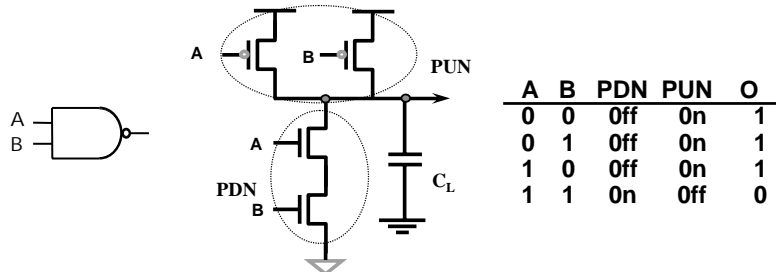 A
B
A
B
PUN
A
PDN
B
C_L
A B PDN PUN O
0 0 0ff 0n 1
0 1 0ff 0n 1
1 0 0ff 0n 1
1 1 0n 0ff 0